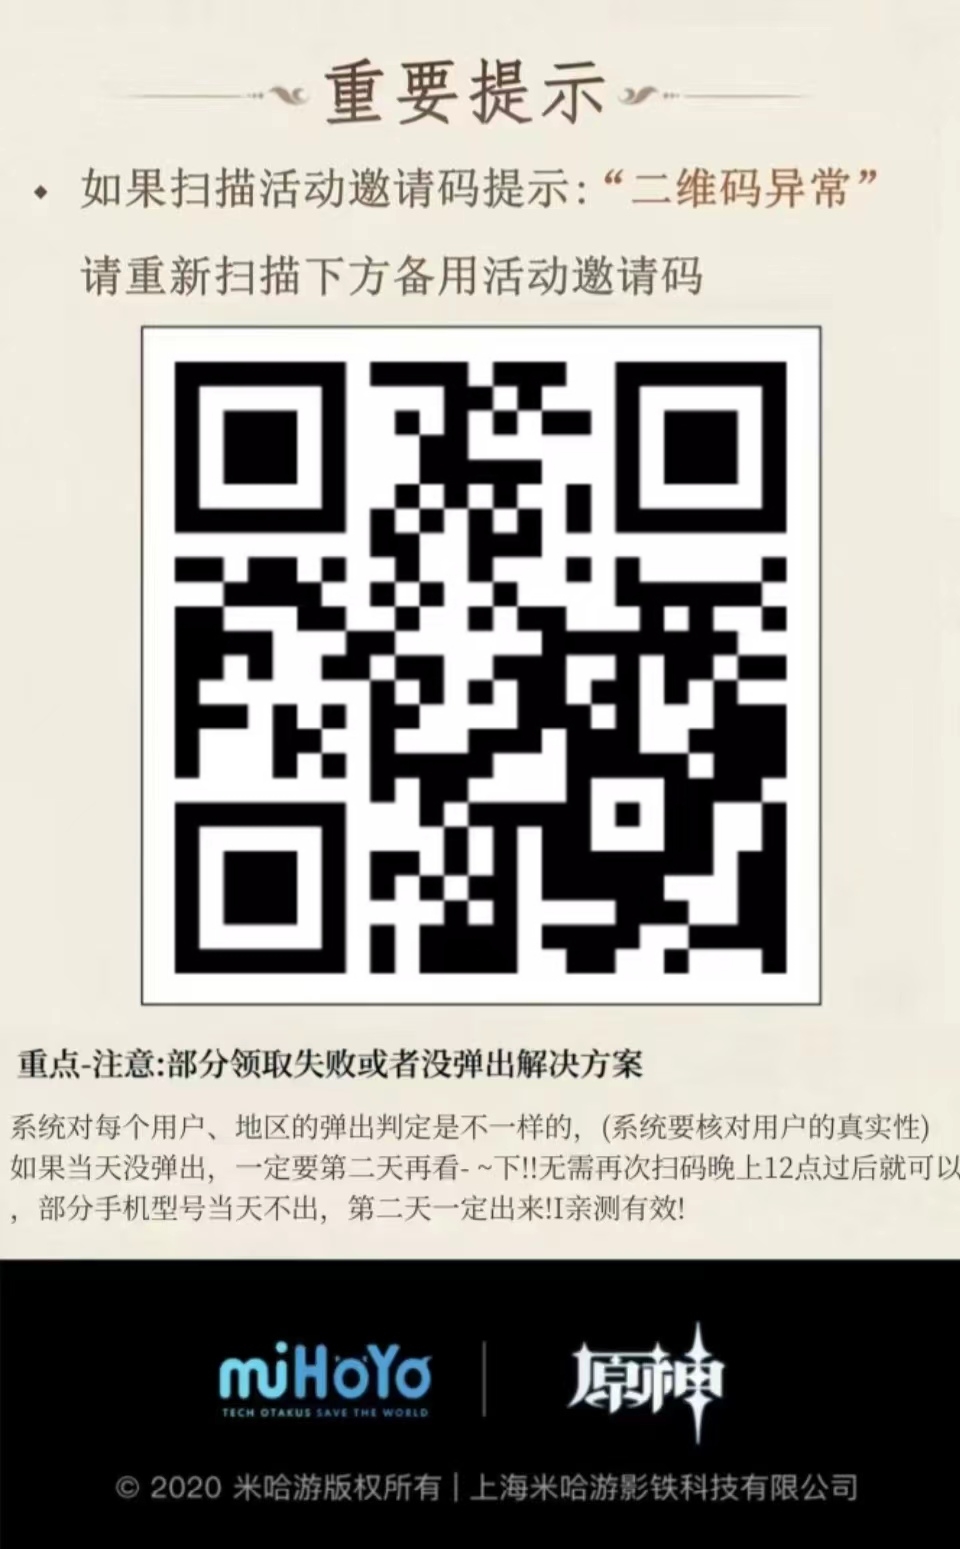 重要提示
如果扫描活动邀请码提示:“二维码异常”
请重新扫描下方备用活动邀请码
重点-注意:部分领取失败或者没弹出解决方案
系统对每个用户、地区的弹出判定是不一样的，(系统要核对用户的真实性)
如果当天没弹出，一定要第二天再看- ~下!!无需再次扫码晚上12点过后就可以
，部分手机型号当天不出，第二天一定出来!I亲测有效!
miHoYo
TECH OTAKUS SAVE THE WORLD
原神
© 2020 米哈游版权所有 | 上海米哈游影铁科技有限公司